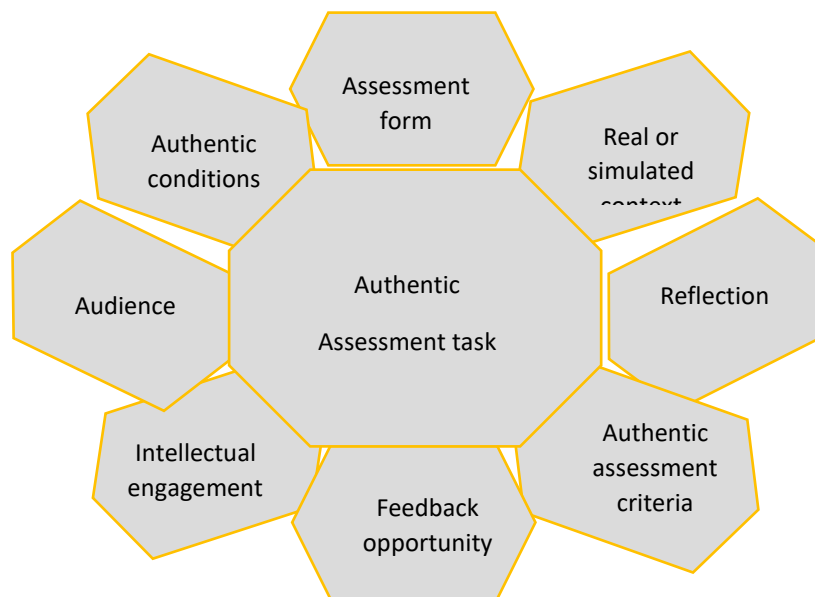 Assessment
form
Authentic
conditions
Real or
simulated
context
Audience
Authentic
Assessment task
Reflection
Intellectual
engagement
Feedback
opportunity
Authentic
assessment
criteria